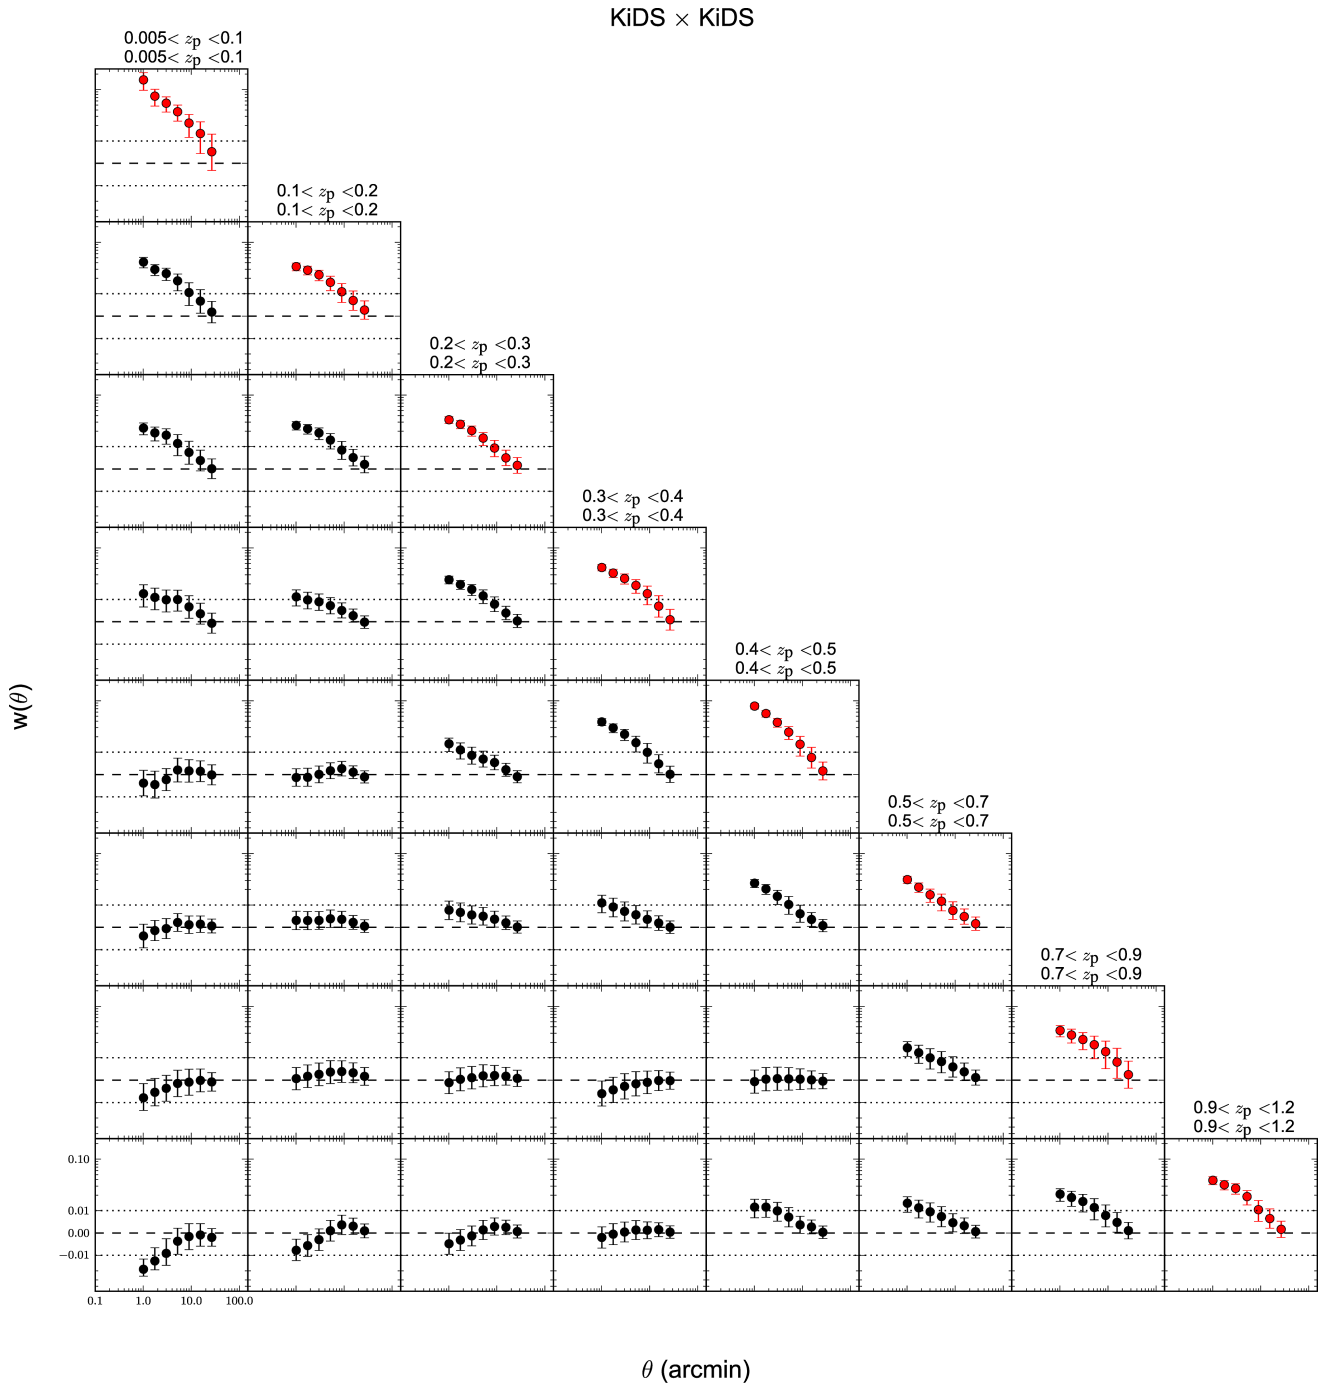 KiDS × KiDS
0.005< zp <0.1
0.005< zp <0.1
0.1< zp <0.2
0.1< zp <0.2
0.2< zp <0.3
0.2< zp <0.3
0.3< zp <0.4
0.3< zp <0.4
0.4< zp <0.5
0.4< zp <0.5
w(θ)
0.5< zp <0.7
0.5< zp <0.7
0.7< zp <0.9
0.7< zp <0.9
0.9< zp <1.2
0.9< zp <1.2
0.10
0.01
0.00
−0.01
0.1 1.0 10.0 100.0
θ (arcmin)